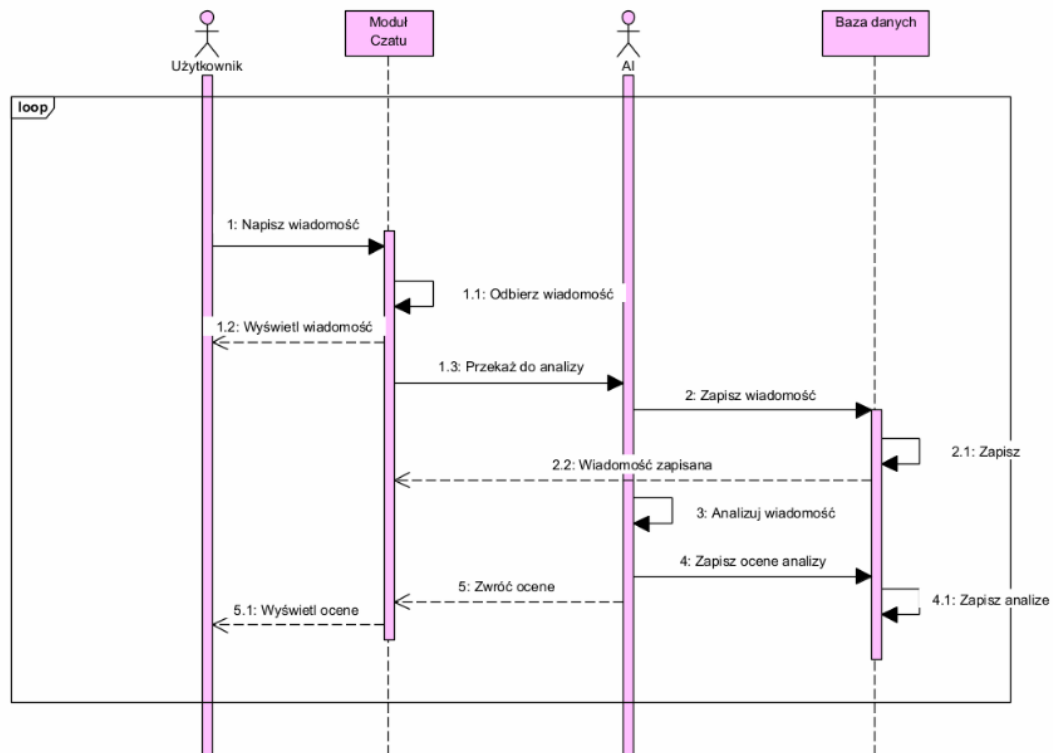 Moduł
Czatu
Baza danych
Użytkownik
AI
loop
1: Napisz wiadomość
1.1: Odbierz wiadomość
1.2: Wyświetl wiadomość
1.3: Przekaż do analizy
2: Zapisz wiadomość
2.1: Zapisz
2.2: Wiadomość zapisana
3: Analizuj wiadomość
4: Zapisz ocene analizy
5: Zwróć ocene
4.1: Zapisz analize
5.1: Wyświetl ocene